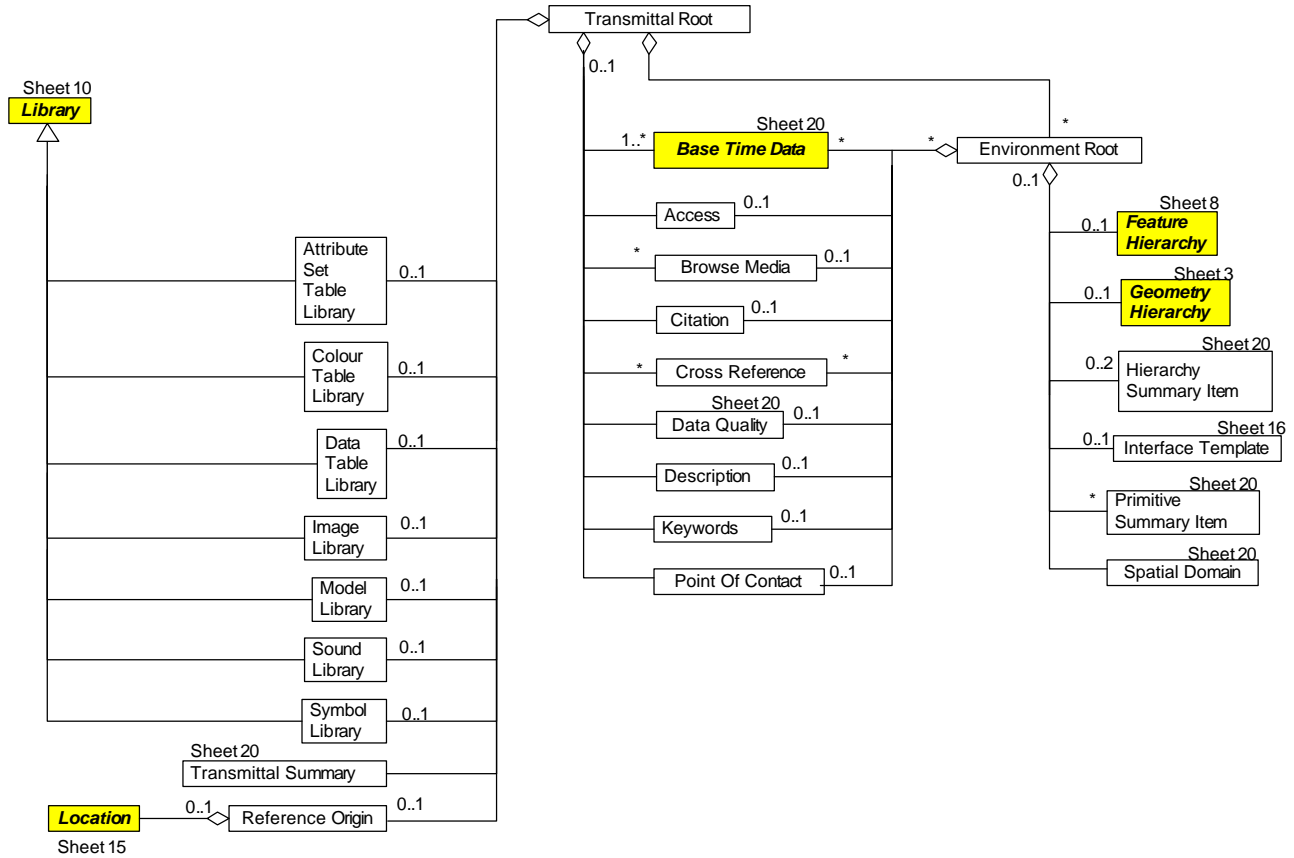 Transmittal Root
0..1
*
Sheet 10
Library
Attribute
Set
Table
Library
0..1
Colour
Table
Library
0..1
Data
Table
Library
0..1
Image
Library
0..1
Model
Library
0..1
Sound
Library
0..1
Symbol
Library
0..1
Sheet 20
Transmittal Summary
0..1
Location
Sheet 15
Reference Origin
0..1
Sheet 20
1..*
Base Time Data
*
Access
0..1
*
Browse Media
0..1
Citation
0..1
*
Cross Reference
*
Sheet 20
Data Quality
0..1
Description
0..1
Keywords
0..1
Point Of Contact
0..1
*
Environment Root
0..1
Sheet 8
0..1
Feature
Hierarchy
Sheet 3
0..1
Geometry
Hierarchy
Sheet 20
0..2
Hierarchy
Summary Item
Sheet 16
0..1
Interface Template
Sheet 20
*
Primitive
Summary Item
Sheet 20
Spatial Domain